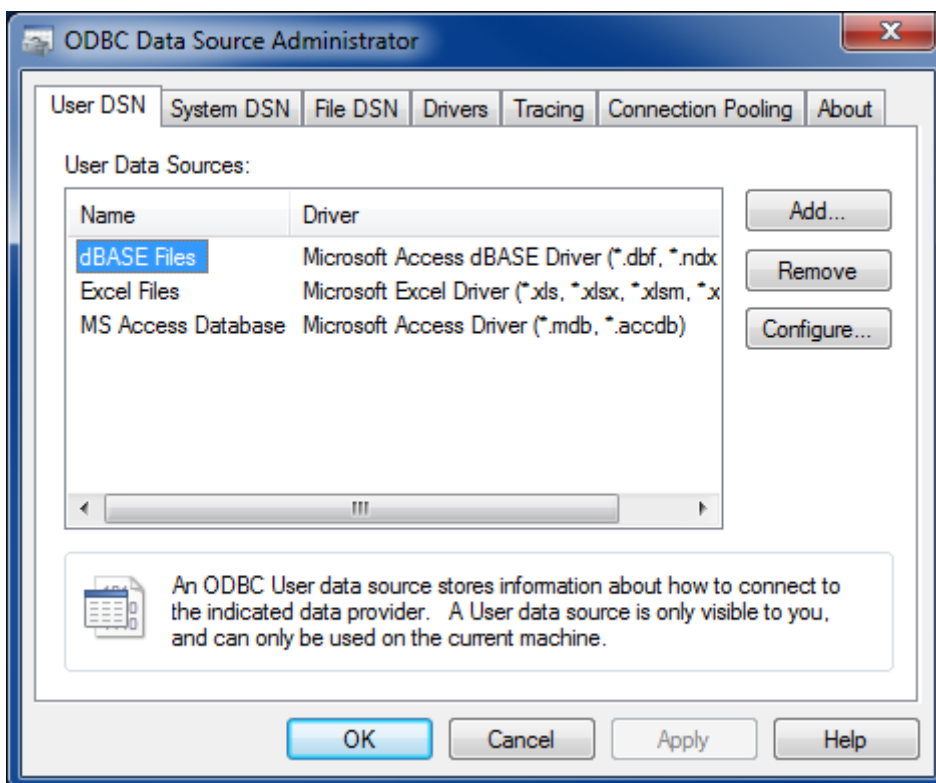 ODBC Data Source Administrator
User DSN System DSN File DSN Drivers Tracing Connection Pooling About
User Data Sources:
Name Driver
dBASE Files Microsoft Access dBASE Driver (*.dbf, *.ndx
Excel Files Microsoft Excel Driver (*.xls, *.xlsx, *.xlsm, *.x
MS Access Database Microsoft Access Driver (*.mdb, *.accdb)
Add...
Remove
Configure...
An ODBC User data source stores information about how to connect to
the indicated data provider. A User data source is only visible to you,
and can only be used on the current machine.
OK Cancel Apply Help